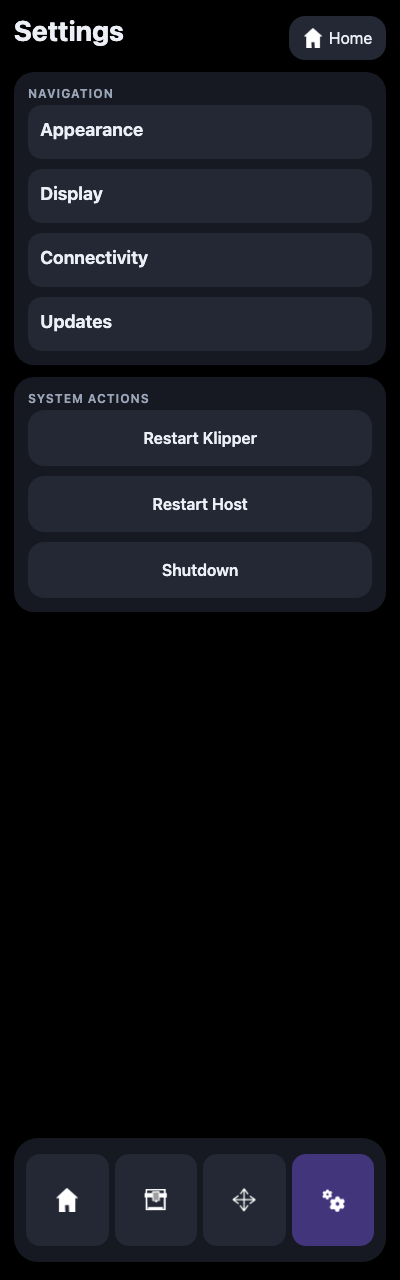 Settings
Home
NAVIGATION
Appearance
Display
Connectivity
Updates
SYSTEM ACTIONS
Restart Klipper
Restart Host
Shutdown